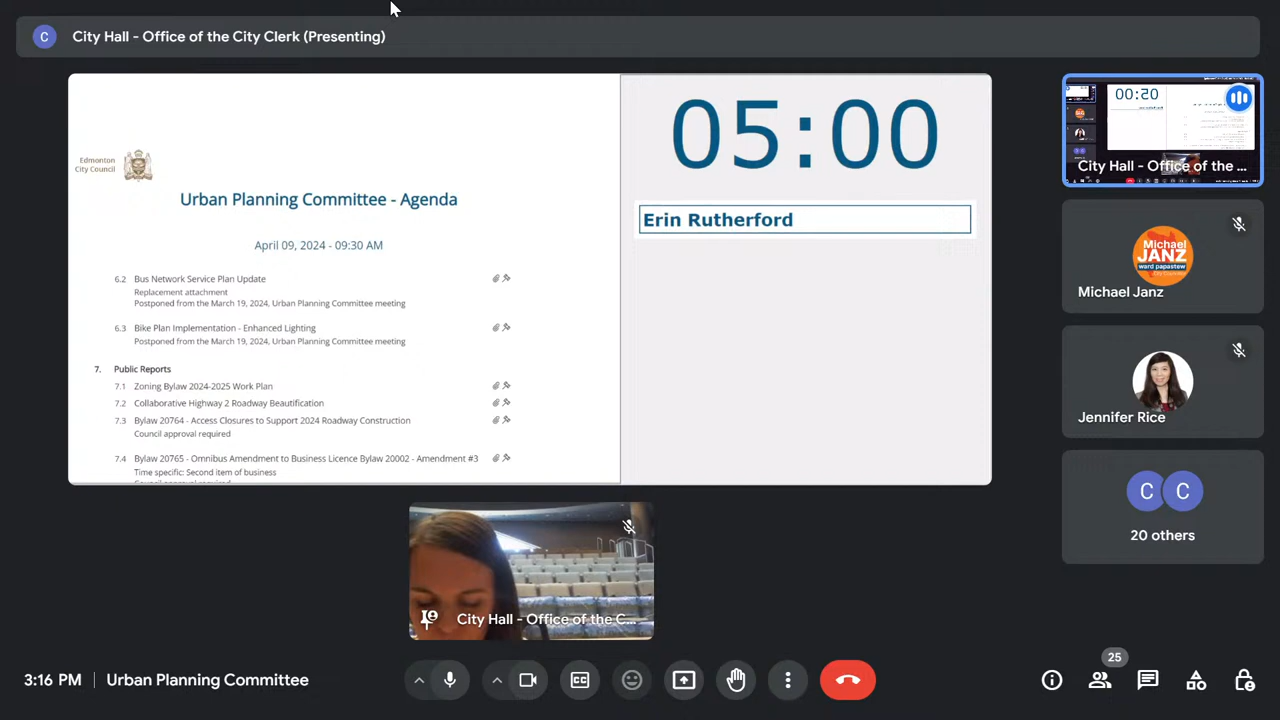 C City Hall - Office of the City Clerk (Presenting)
Edmonton
City Council
Urban Planning Committee - Agenda
April 09, 2024 - 09:30 AM
6.2 Bus Network Service Plan Update
Replacement attachment
Postponed from the March 19, 2024, Urban Planning Committee meeting
6.3 Bike Plan Implementation - Enhanced Lighting
Postponed from the March 19, 2024, Urban Planning Committee meeting
7. Public Reports
7.1 Zoning Bylaw 2024-2025 Work Plan
7.2 Collaborative Highway 2 Roadway Beautification
7.3 Bylaw 20764 - Access Closures to Support 2024 Roadway Construction
Council approval required
7.4 Bylaw 20765 - Omnibus Amendment to Business Licence Bylaw 20002 - Amendment #3
Time specific: Second item of business
Council approval required
05:00
Erin Rutherford
City Hall - Office of the ...
Michael
JANZ
ward papastew
Michael Janz
Jennifer Rice
C C
20 others
City Hall - Office of the C...
3:16 PM | Urban Planning Committee
CC
25